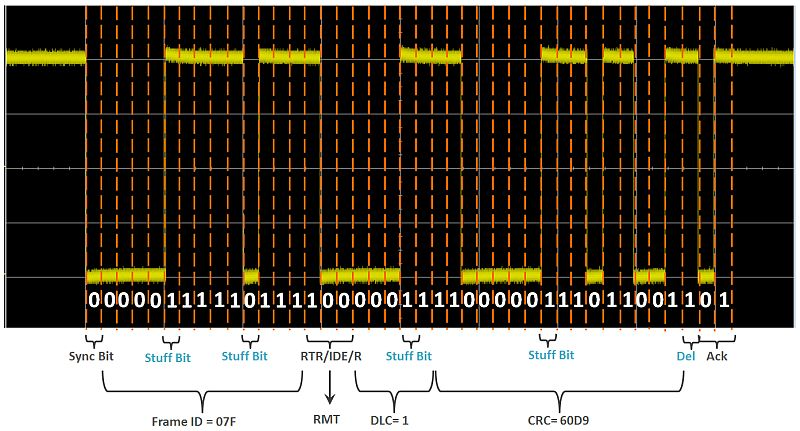 00000111110111100000111100000111011001101
Sync Bit Stuff Bit Stuff Bit RTR/IDE/R Stuff Bit Stuff Bit Del Ack
Frame ID = 07F RMT DLC= 1 CRC= 60D9